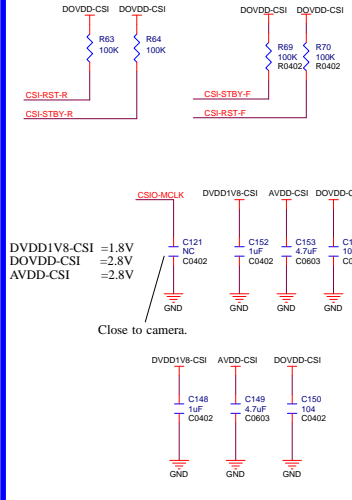 DOVDD-CSI DOVDD-CSI DOVDD-CSI DOVDD-CSI
R63 R64 R69 R70
100K 100K 100K 100K
R0402 R0402
CSI-RST-R CSI-STBY-F
CSI-STBY-R CSI-RST-F
CSI0-MCLK DVDD1V8-CSI AVDD-CSI DOVDD-C
C121 C152 C153 C1
NC 1uF 4.7uF 10
C0402 C0402 C0603 C0
DVDD1V8-CSI =1.8V
DOVDD-CSI =2.8V
AVDD-CSI =2.8V
GND GND GND GND
Close to camera.
DVDD1V8-CSI AVDD-CSI DOVDD-CSI
C148 C149 C150
1uF 4.7uF 104
C0402 C0603 C0402
GND GND GND